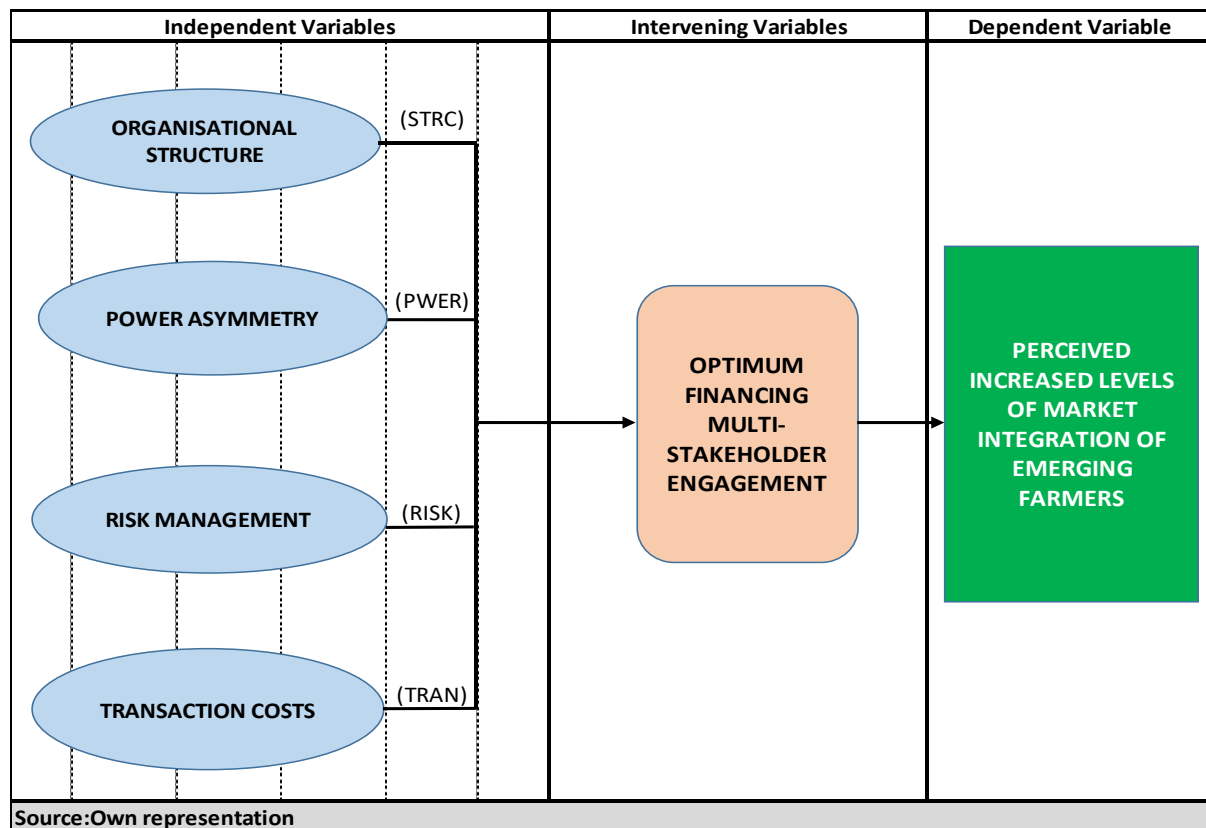 Independent Variables
Intervening Variables
Dependent Variable
ORGANISATIONAL
STRUCTURE
(STRC)
POWER ASYMMETRY
(PWER)
RISK MANAGEMENT
(RISK)
TRANSACTION COSTS
(TRAN)
OPTIMUM
FINANCING
MULTI-
STAKEHOLDER
ENGAGEMENT
PERCEIVED
INCREASED LEVELS
OF MARKET
INTEGRATION OF
EMERGING
FARMERS
Source:Own representation